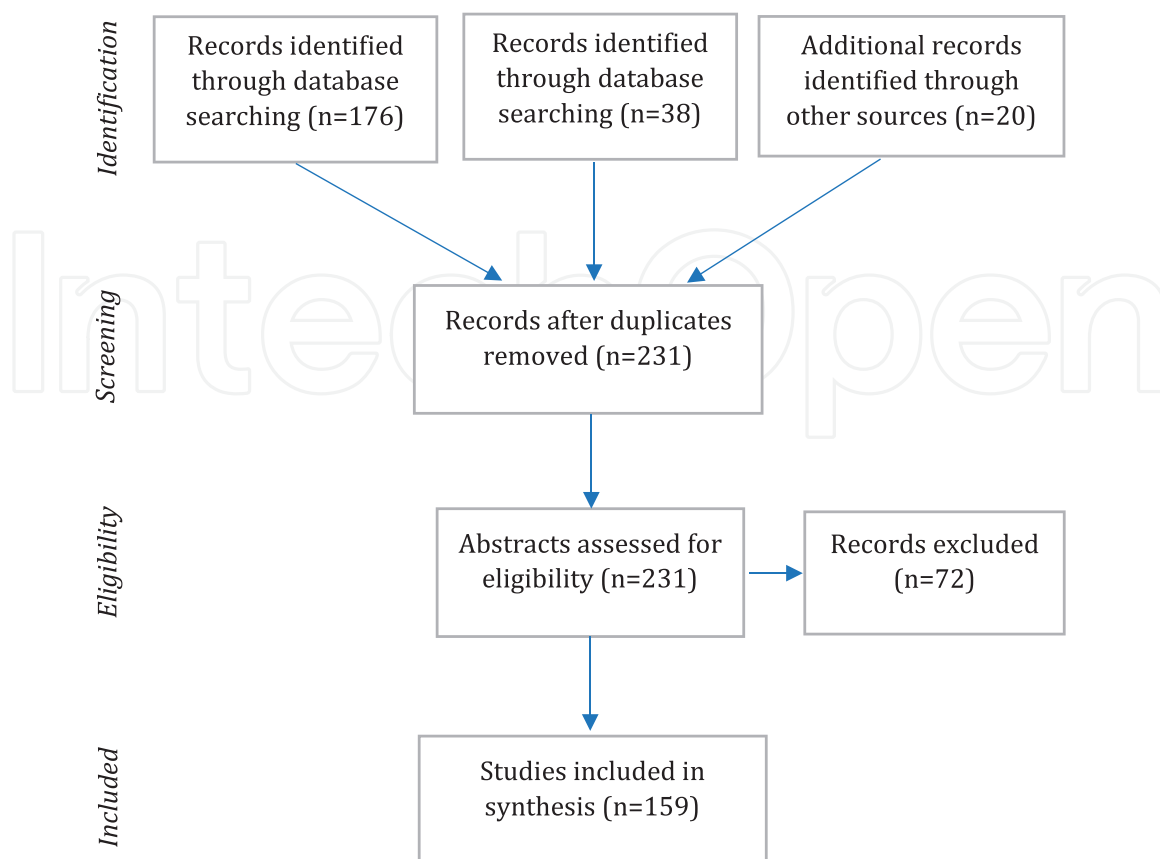 Identification
Records identified
through database
searching (n=176)
Records identified
through database
searching (n=38)
Additional records
identified through
other sources (n=20)
IntechOpen
Screening
Records after duplicates
removed (n=231)
Eligibility
Abstracts assessed for
eligibility (n=231)
Records excluded
(n=72)
Included
Studies included in
synthesis (n=159)